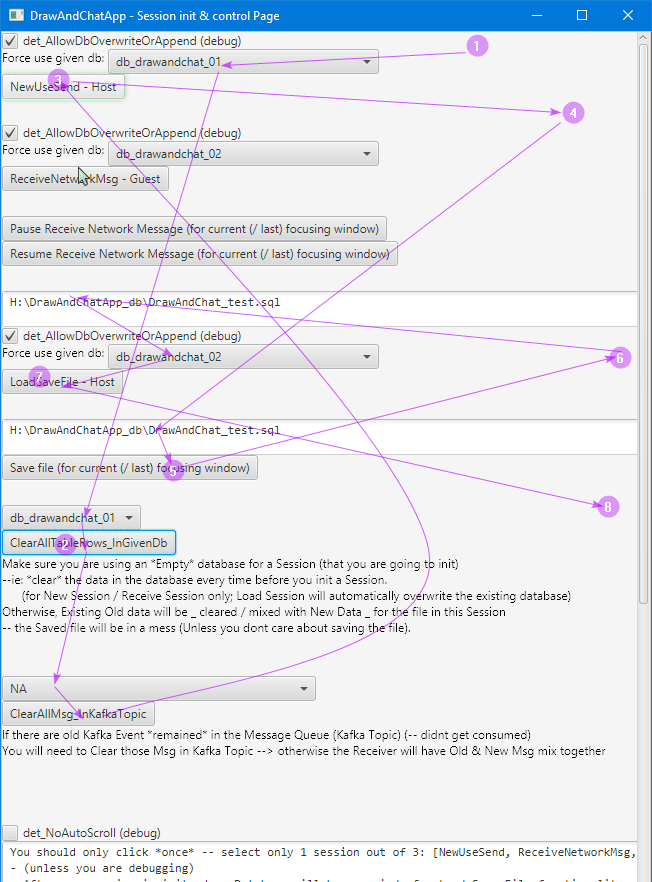 DrawAndChatApp - Session init & control Page
det_AllowDbOverwriteOrAppend (debug)
1
Force use given db: db_drawandchat_01
3
NewUseSend - Host
4
det_AllowDbOverwriteOrAppend (debug)
Force use given db: db_drawandchat_02
ReceiveNetworkMsg - Guest
Pause Receive Network Message (for current (/ last) focusing window)
Resume Receive Network Message (for current (/ last) focusing window)
H:\DrawAndChatApp_db\DrawAndChat_test.sql
det_AllowDbOverwriteOrAppend (debug)
Force use given db: db_drawandchat_02
6
7
LoadSaveFile - Host
H:\DrawAndChatApp_db\DrawAndChat_test.sql
Save file (for current (/ last) focusing window)
5
8
db_drawandchat_01
ClearAllTableRows_InGivenDb
2
Make sure you are using an *Empty* database for a Session (that you are going to init)
--ie: *clear* the data in the database every time before you init a Session.
(for New Session / Receive Session only; Load Session will automatically overwrite the existing database)
Otherwise, Existing Old data will be _ cleared / mixed with New Data _ for the file in this Session
-- the Saved file will be in a mess (Unless you dont care about saving the file).
NA
ClearAllMsg_InKafkaTopic
If there are old Kafka Event *remained* in the Message Queue (Kafka Topic) (-- didnt get consumed)
You will need to Clear those Msg in Kafka Topic --> otherwise the Receiver will have Old & New Msg mix together
det_NoAutoScroll (debug)
You should only click *once* -- select only 1 session out of 3: [NewUseSend, ReceiveNetworkMsg,
- (unless you are debugging)